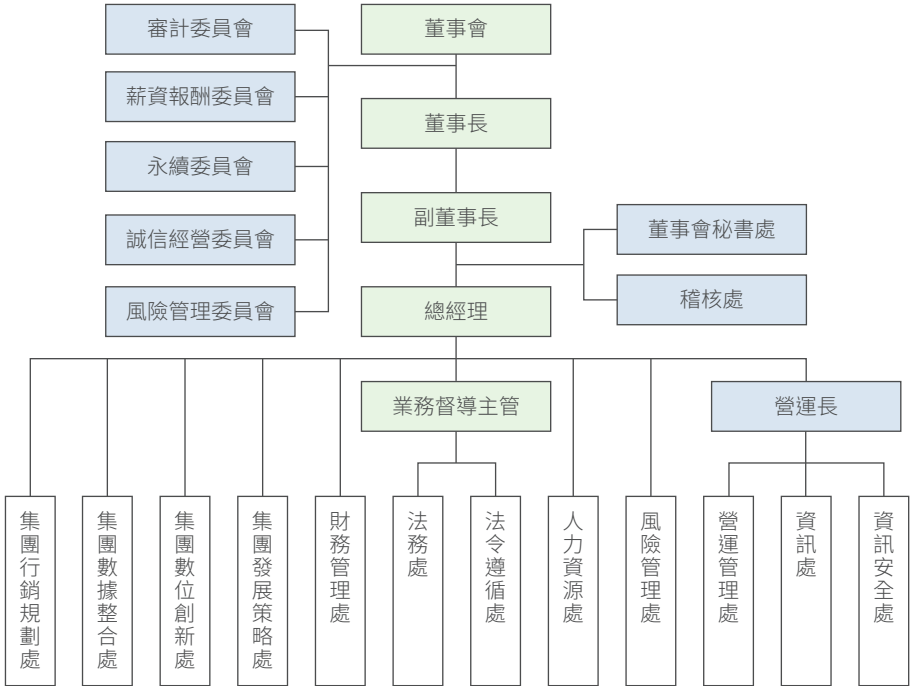 審計委員會
董事會
薪資報酬委員會
董事長
永續委員會
副董事長
誠信經營委員會
董事會秘書處
風險管理委員會
總經理
稽核處
業務督導主管
營運長
集團行銷規劃處
集團數據整合處
集團數位創新處
集團發展策略處
財務管理處
法務處
法令遵循處
人力資源處
風險管理處
營運管理處
資訊處
資訊安全處